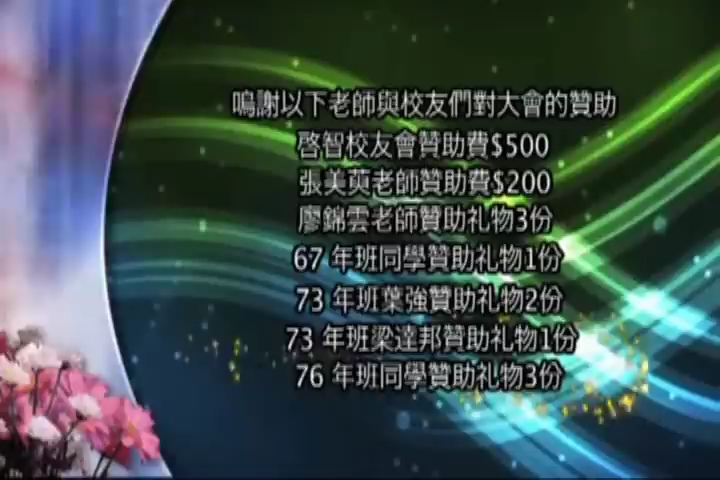 鳴謝以下老師與校友們對大會的贊助
啓智校友會贊助費$500
張美萸老師贊助費$200
廖錦雲老師贊助礼物3份
67 年班同學贊助礼物1份
73 年班葉強贊助礼物2份
73 年班梁達邦贊助礼物1份
76 年班同學贊助礼物3份